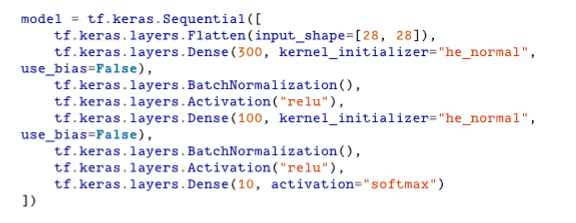 model = tf.keras.Sequential([
    tf.keras.layers.Flatten(input_shape=[28, 28]),
    tf.keras.layers.Dense(300, kernel_initializer="he_normal",
use_bias=False),
    tf.keras.layers.BatchNormalization(),
    tf.keras.layers.Activation("relu"),
    tf.keras.layers.Dense(100, kernel_initializer="he_normal",
use_bias=False),
    tf.keras.layers.BatchNormalization(),
    tf.keras.layers.Activation("relu"),
    tf.keras.layers.Dense(10, activation="softmax")
])